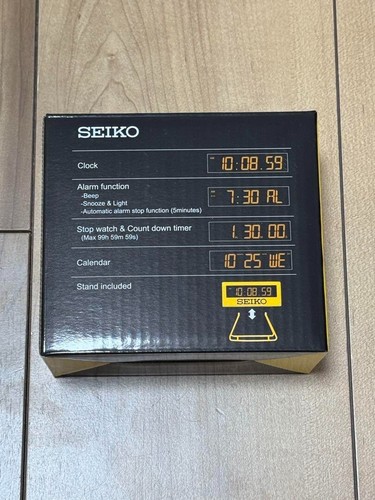 SEIKO
Clock
10:08.59
Alarm function
-Beep
-Snooze & Light
-Automatic alarm stop function (5minutes)
7:30 AL
Stop watch & Count down timer
(Max 99h 59m 59s)
1.30.00
Calendar
10 25 WE
Stand included
10:08.59
SEIKO